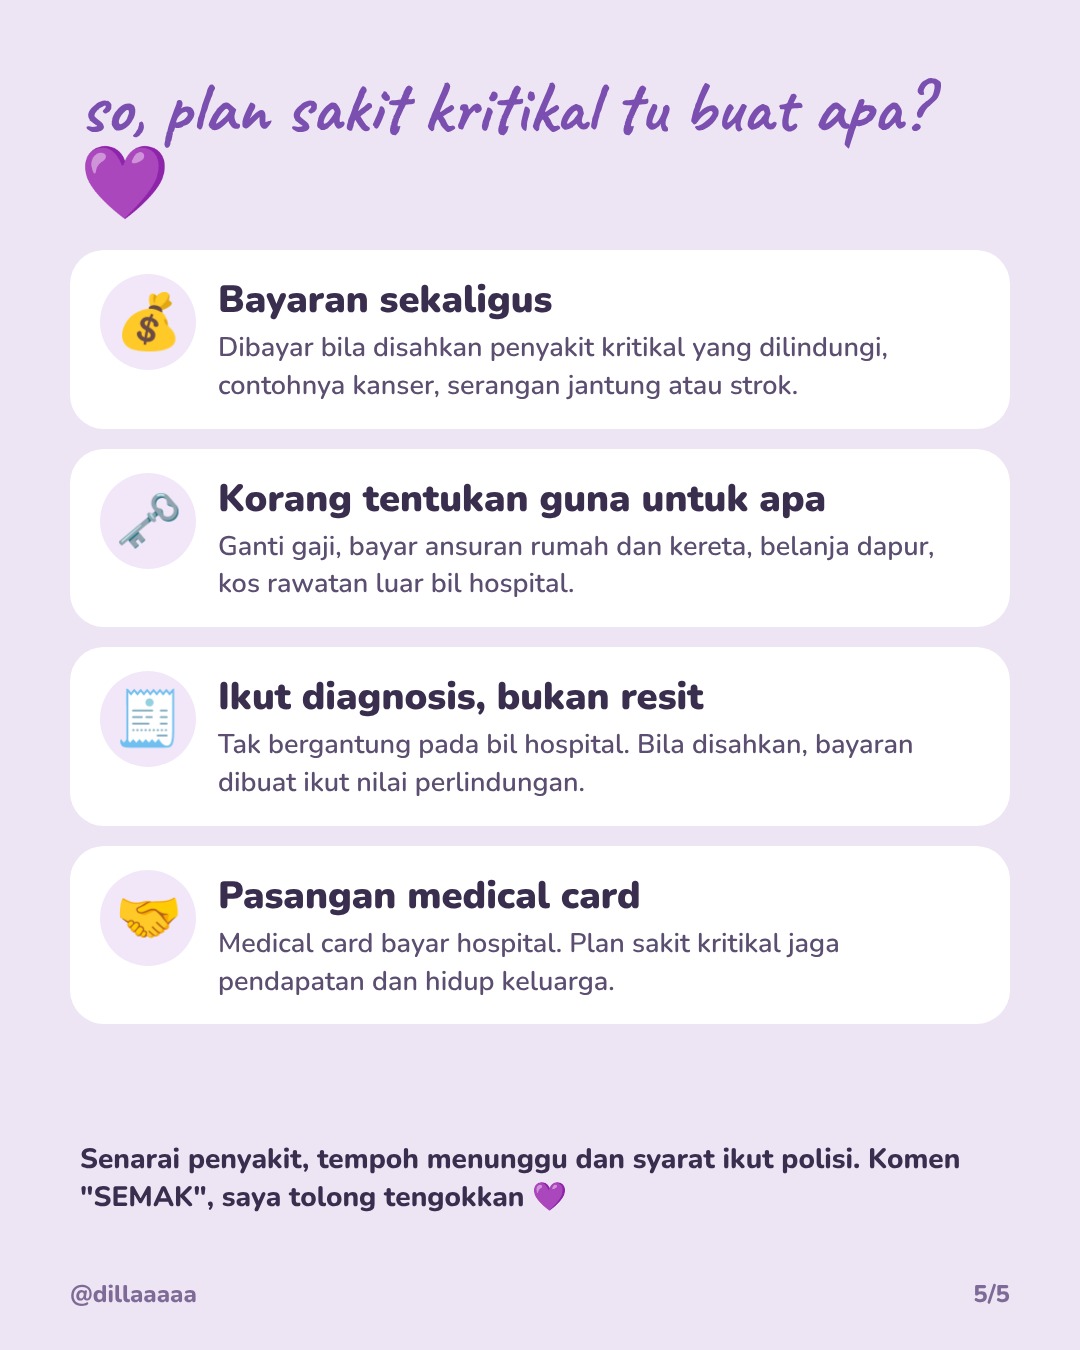 so, plan sakit kritikal tu buat apa?
💜
Bayaran sekaligus
Dibayar bila disahkan penyakit kritikal yang dilindungi,
contohnya kanser, serangan jantung atau strok.
Korang tentukan guna untuk apa
Ganti gaji, bayar ansuran rumah dan kereta, belanja dapur,
kos rawatan luar bil hospital.
Ikut diagnosis, bukan resit
Tak bergantung pada bil hospital. Bila disahkan, bayaran
dibuat ikut nilai perlindungan.
Pasangan medical card
Medical card bayar hospital. Plan sakit kritikal jaga
pendapatan dan hidup keluarga.
Senarai penyakit, tempoh menunggu dan syarat ikut polisi. Komen
"SEMAK", saya tolong tengokkan 💜
@dillaaaaa
5/5